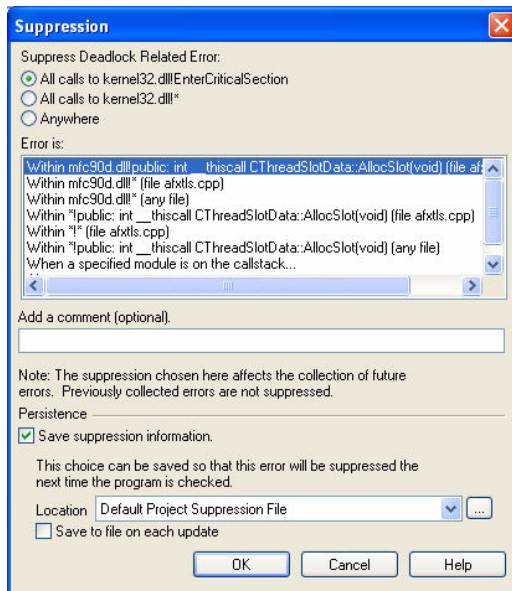 Suppression
Suppress Deadlock Related Error:
All calls to kernel32.dll!EnterCriticalSection
All calls to kernel32.dll!*
Anywhere
Error is:
Within mfc90d.dll!public: int __thiscall CThreadSlotData::AllocSlot(void) (file afx
Within mfc90d.dll!* (file afxtls.cpp)
Within mfc90d.dll!* (any file)
Within *!public: int __thiscall CThreadSlotData::AllocSlot(void) (file afxtls.cpp)
Within *!* (file afxtls.cpp)
Within *!public: int __thiscall CThreadSlotData::AllocSlot(void) (any file)
When a specified module is on the callstack...
Add a comment (optional).
Note: The suppression chosen here affects the collection of future
errors. Previously collected errors are not suppressed.
Persistence
Save suppression information.
This choice can be saved so that this error will be suppressed the
next time the program is checked.
Location Default Project Suppression File ...
Save to file on each update
OK Cancel Help